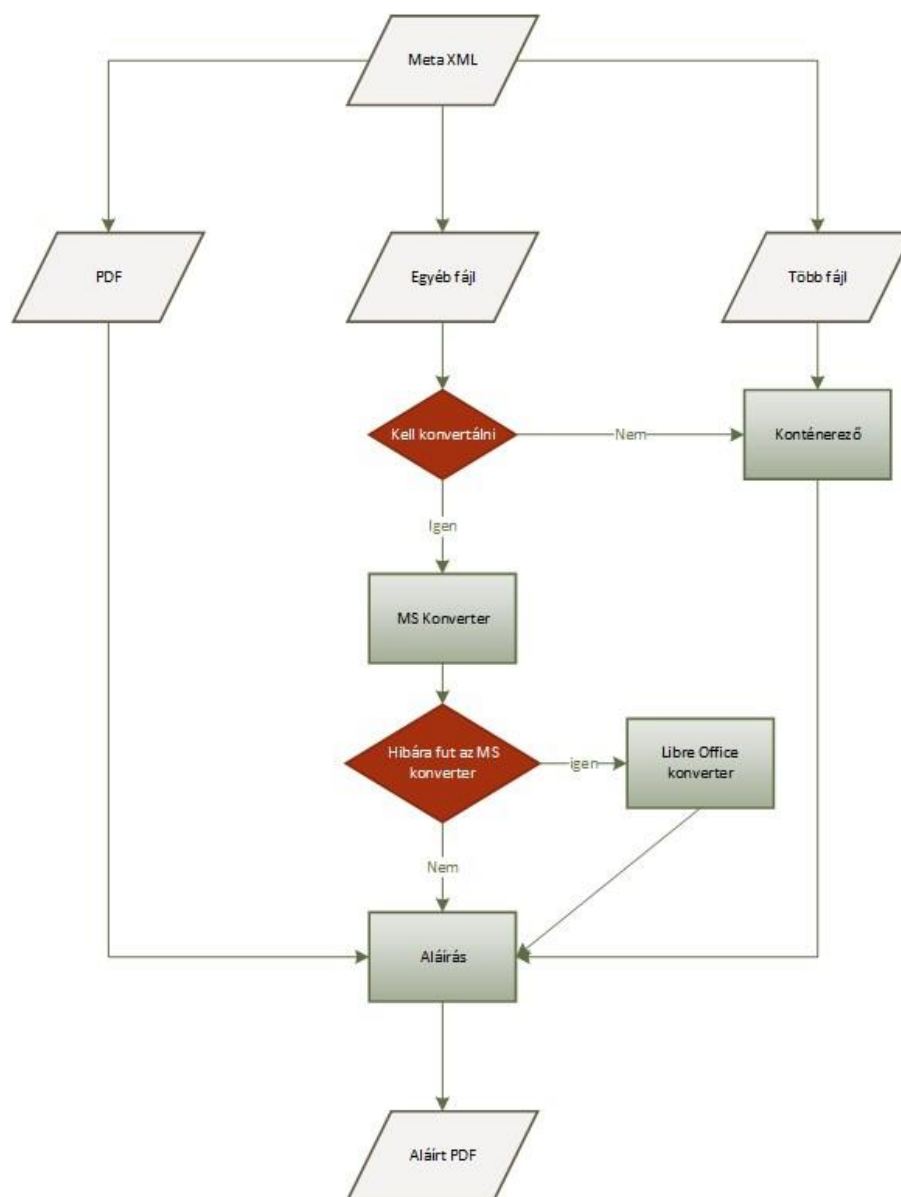 Meta XML
PDF
Egyéb fájl
Több fájl
Kell konvertálni
Nem
Konténerező
Igen
MS Konverter
Hibára fut az MS
konverter
igen
Libre Office
konverter
Nem
Aláírás
Aláírt PDF